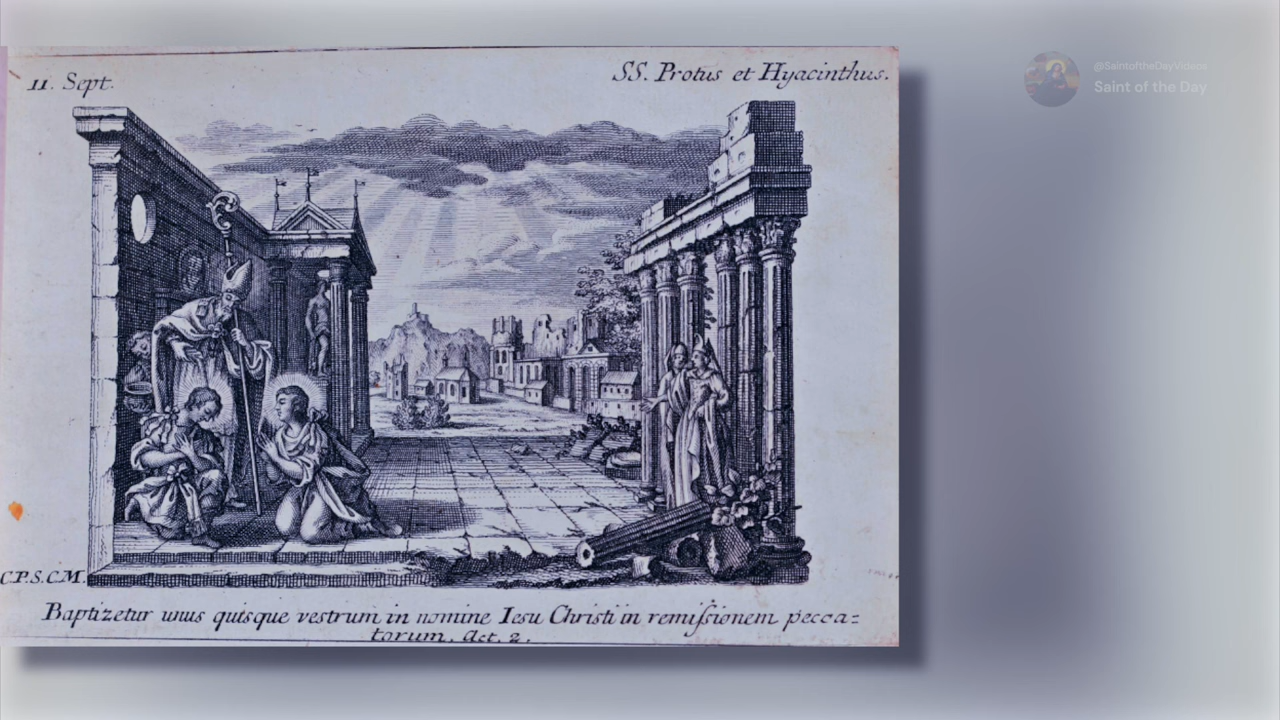 11. Sept.
SS. Protus et Hyacinthus.
@SaintoftheDayVideos
Saint of the Day
C.P.S.C.M.
Baptizetur unus quisque vestrum in nomine Iesu Christi in remiſsionem pecca=
torum. Act. 2.